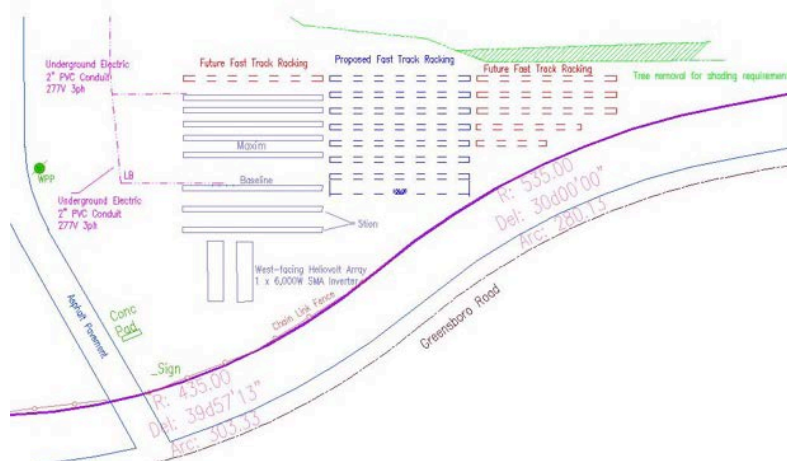 Underground Electric
2" PVC Conduit
277V 3ph
Future Fast Track Racking
Proposed Fast Track Racking
Future Fast Track Racking
Tree removal for shading requirement
Maxim
LB
Baseline
WPP
Underground Electric
2" PVC Conduit
277V 3ph
Stion
West-facing Heliovolt Array
1 x 6,000W SMA Inverter
R: 535.00
Del: 30d00'00"
Arc: 280.13
Asphalt Pavement
Conc
Pad
Chain Link Fence
Greensboro Road
_Sign
R: 435.00
Del: 39d57'13"
Arc: 303.33